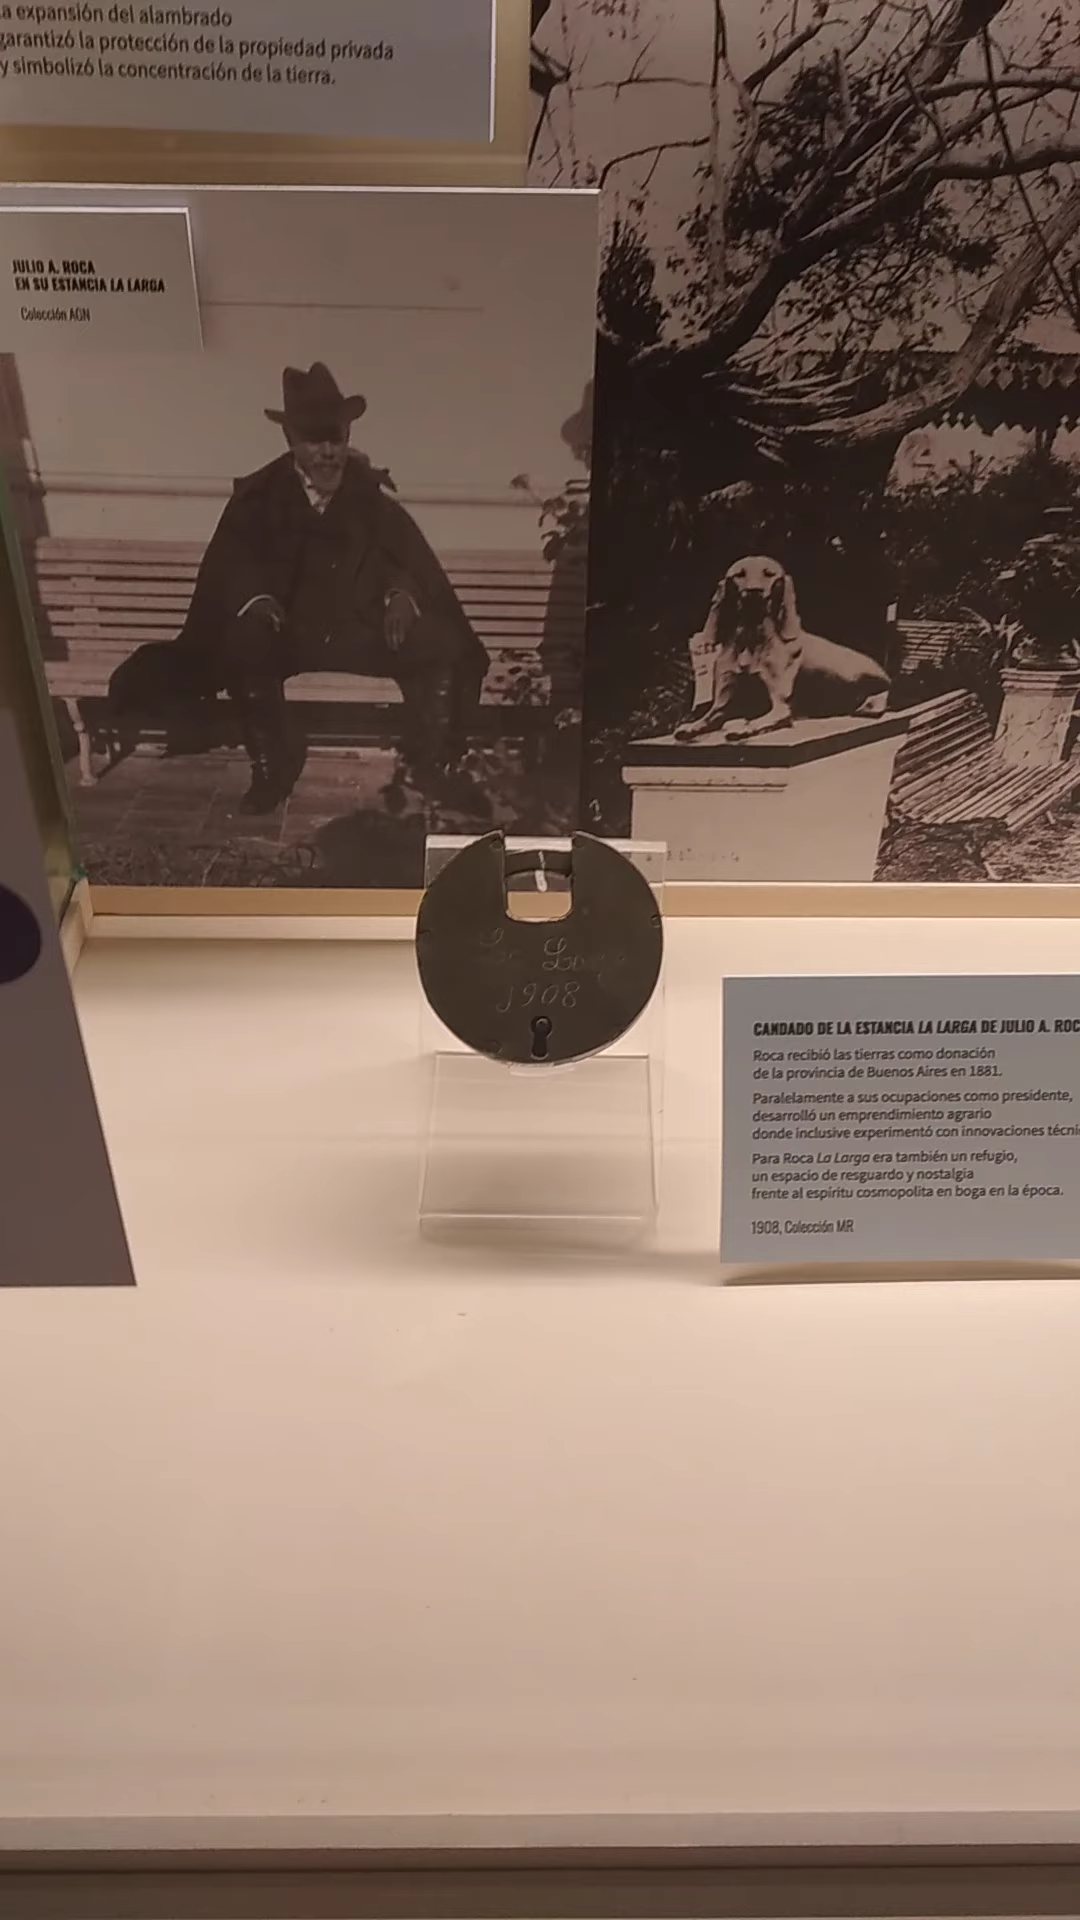 a expansión del alambrado
garantizó la protección de la propiedad privada
y simbolizó la concentración de la tierra.
JULIO A. ROCA
EN SU ESTANCIA LA LARGA
Colección AGN
La Larga
1908
CANDADO DE LA ESTANCIA LA LARGA DE JULIO A. ROC
Roca recibió las tierras como donación
de la provincia de Buenos Aires en 1881.
Paralelamente a sus ocupaciones como presidente,
desarrolló un emprendimiento agrario
donde inclusive experimentó con innovaciones técni
Para Roca La Larga era también un refugio,
un espacio de resguardo y nostalgia
frente al espíritu cosmopolita en boga en la época.
1908, Colección MR